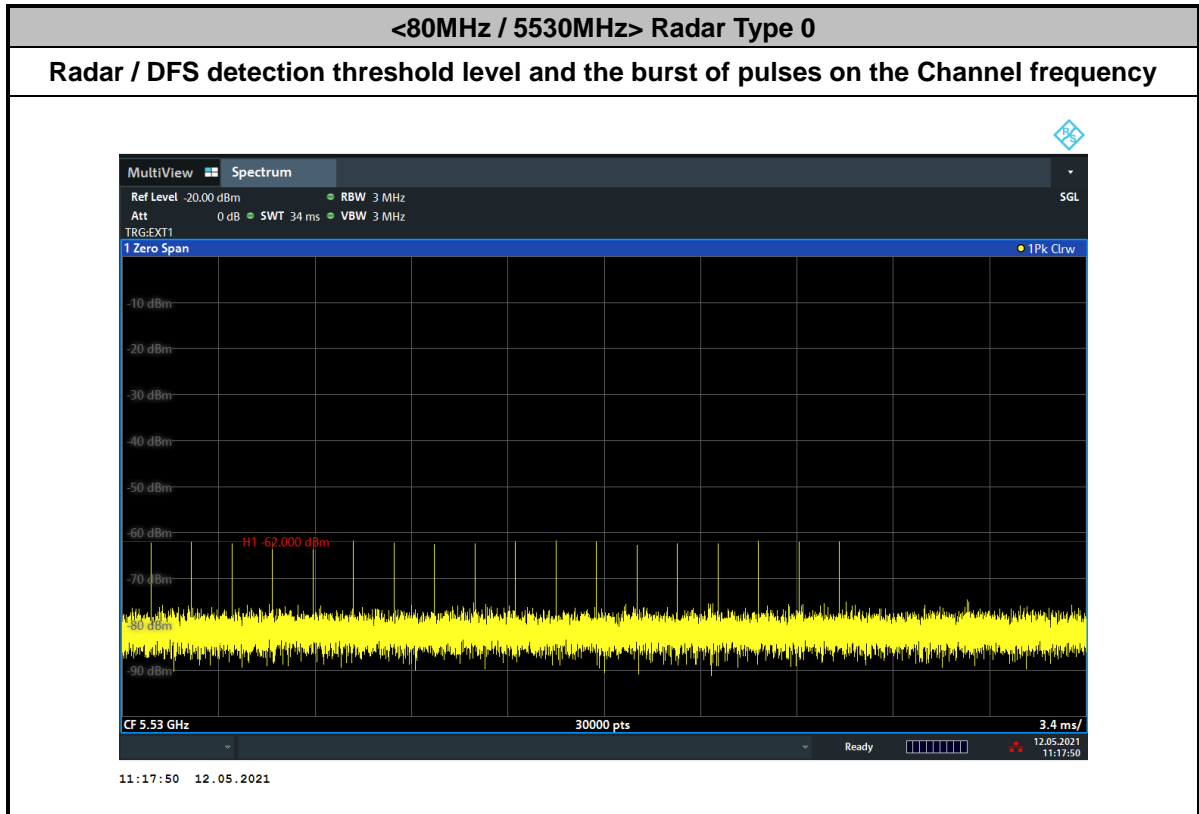 <80MHz / 5530MHz> Radar Type 0
Radar / DFS detection threshold level and the burst of pulses on the Channel frequency
R&S
MultiView Spectrum
Ref Level -20.00 dBm RBW 3 MHz SGL
Att 0 dB SWT 34 ms VBW 3 MHz
TRG:EXT1
1 Zero Span 1Pk Clrw
-10 dBm
-20 dBm
-30 dBm
-40 dBm
-50 dBm
-60 dBm
H1 -62.000 dBm
-70 dBm
-80 dBm
-90 dBm
CF 5.53 GHz 30000 pts 3.4 ms/
Ready 12.05.2021
11:17:50
11:17:50 12.05.2021